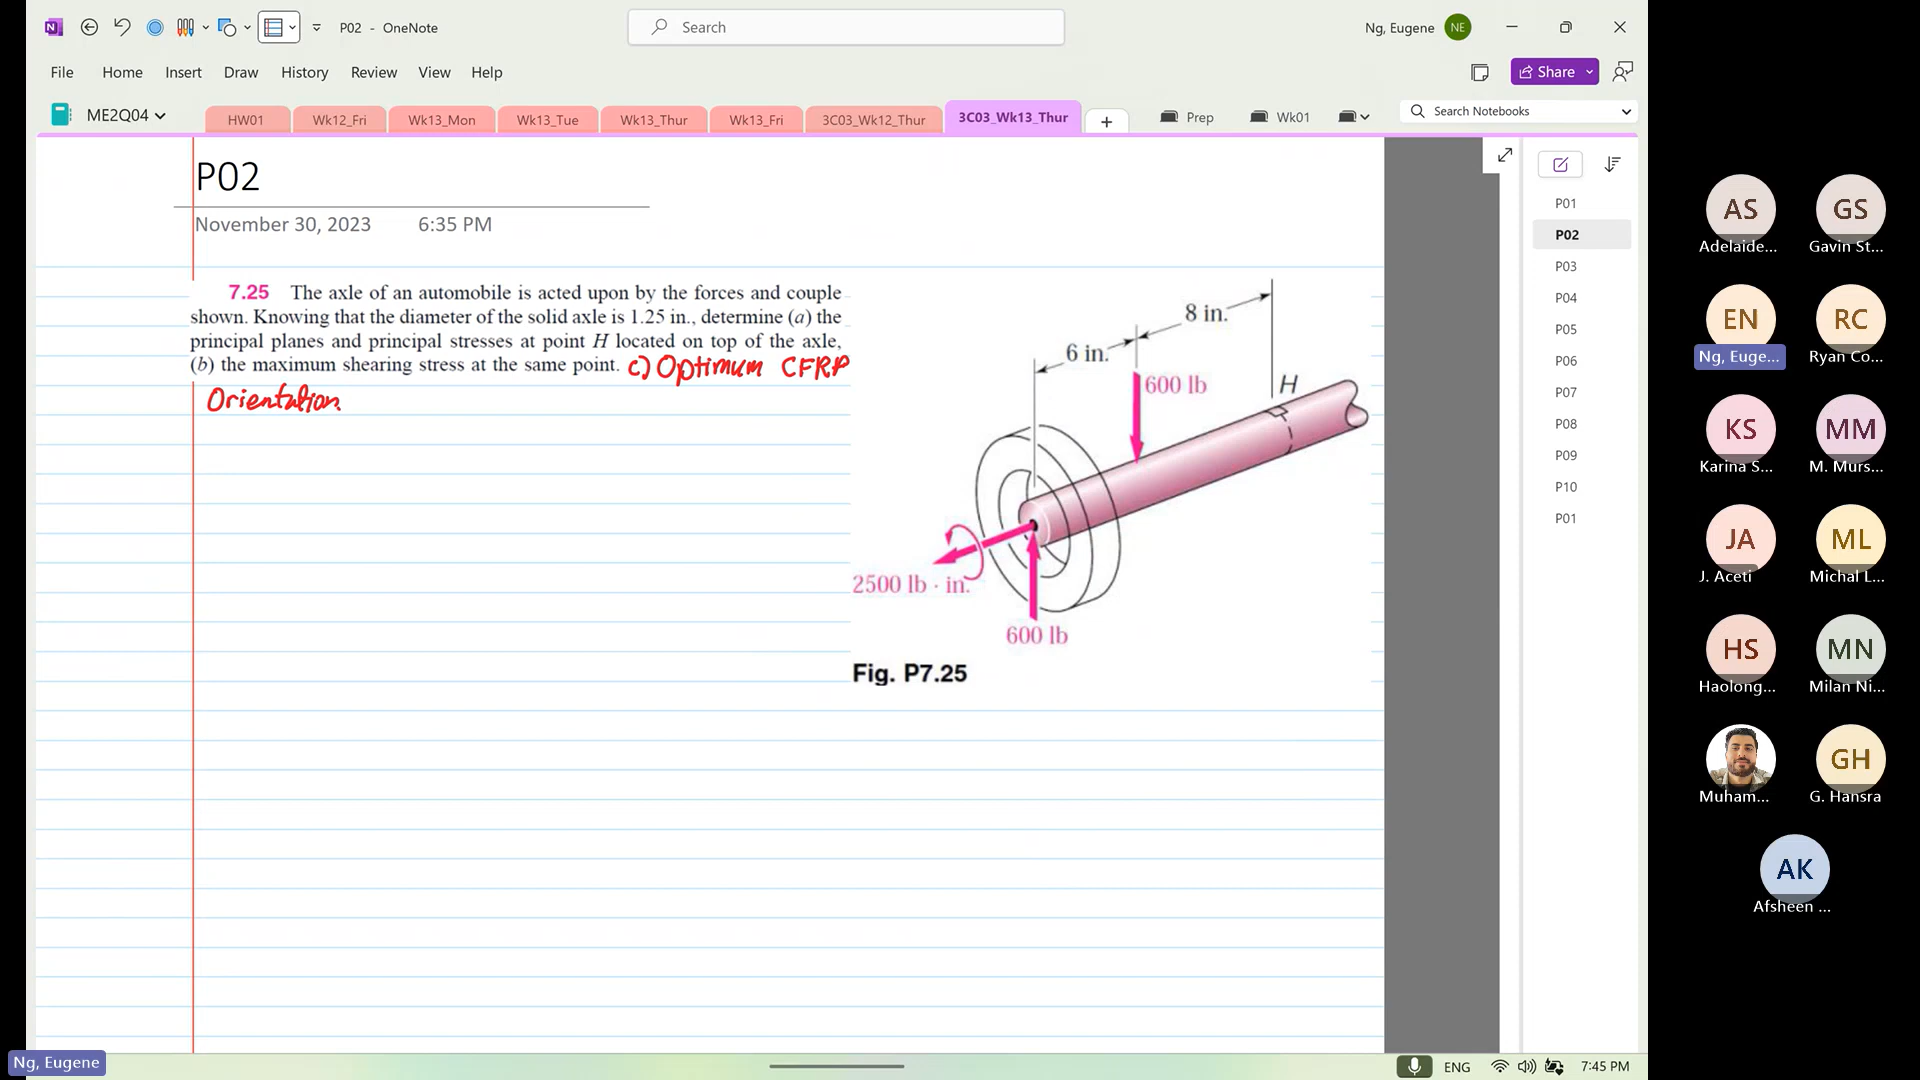 P02 - OneNote
Search
Ng, Eugene
NE
File Home Insert Draw History Review View Help
Share
ME2Q04
HW01
Wk12_Fri
Wk13_Mon
Wk13_Tue
Wk13_Thur
Wk13_Fri
3C03_Wk12_Thur
3C03_Wk13_Thur
Prep
Wk01
Search Notebooks
P02
November 30, 2023 6:35 PM
7.25 The axle of an automobile is acted upon by the forces and couple
shown. Knowing that the diameter of the solid axle is 1.25 in., determine (a) the
principal planes and principal stresses at point H located on top of the axle,
(b) the maximum shearing stress at the same point. c) Optimum CFRP
Orientation.
8 in.
6 in.
600 lb
H
2500 lb · in.
600 lb
Fig. P7.25
P01
P02
P03
P04
P05
P06
P07
P08
P09
P10
P01
AS
Adelaide...
GS
Gavin St...
EN
Ng, Euge...
RC
Ryan Co...
KS
Karina S...
MM
M. Murs...
JA
J. Aceti
ML
Michal L...
HS
Haolong...
MN
Milan Ni...
Muham...
GH
G. Hansra
AK
Afsheen ...
Ng, Eugene
ENG
7:45 PM